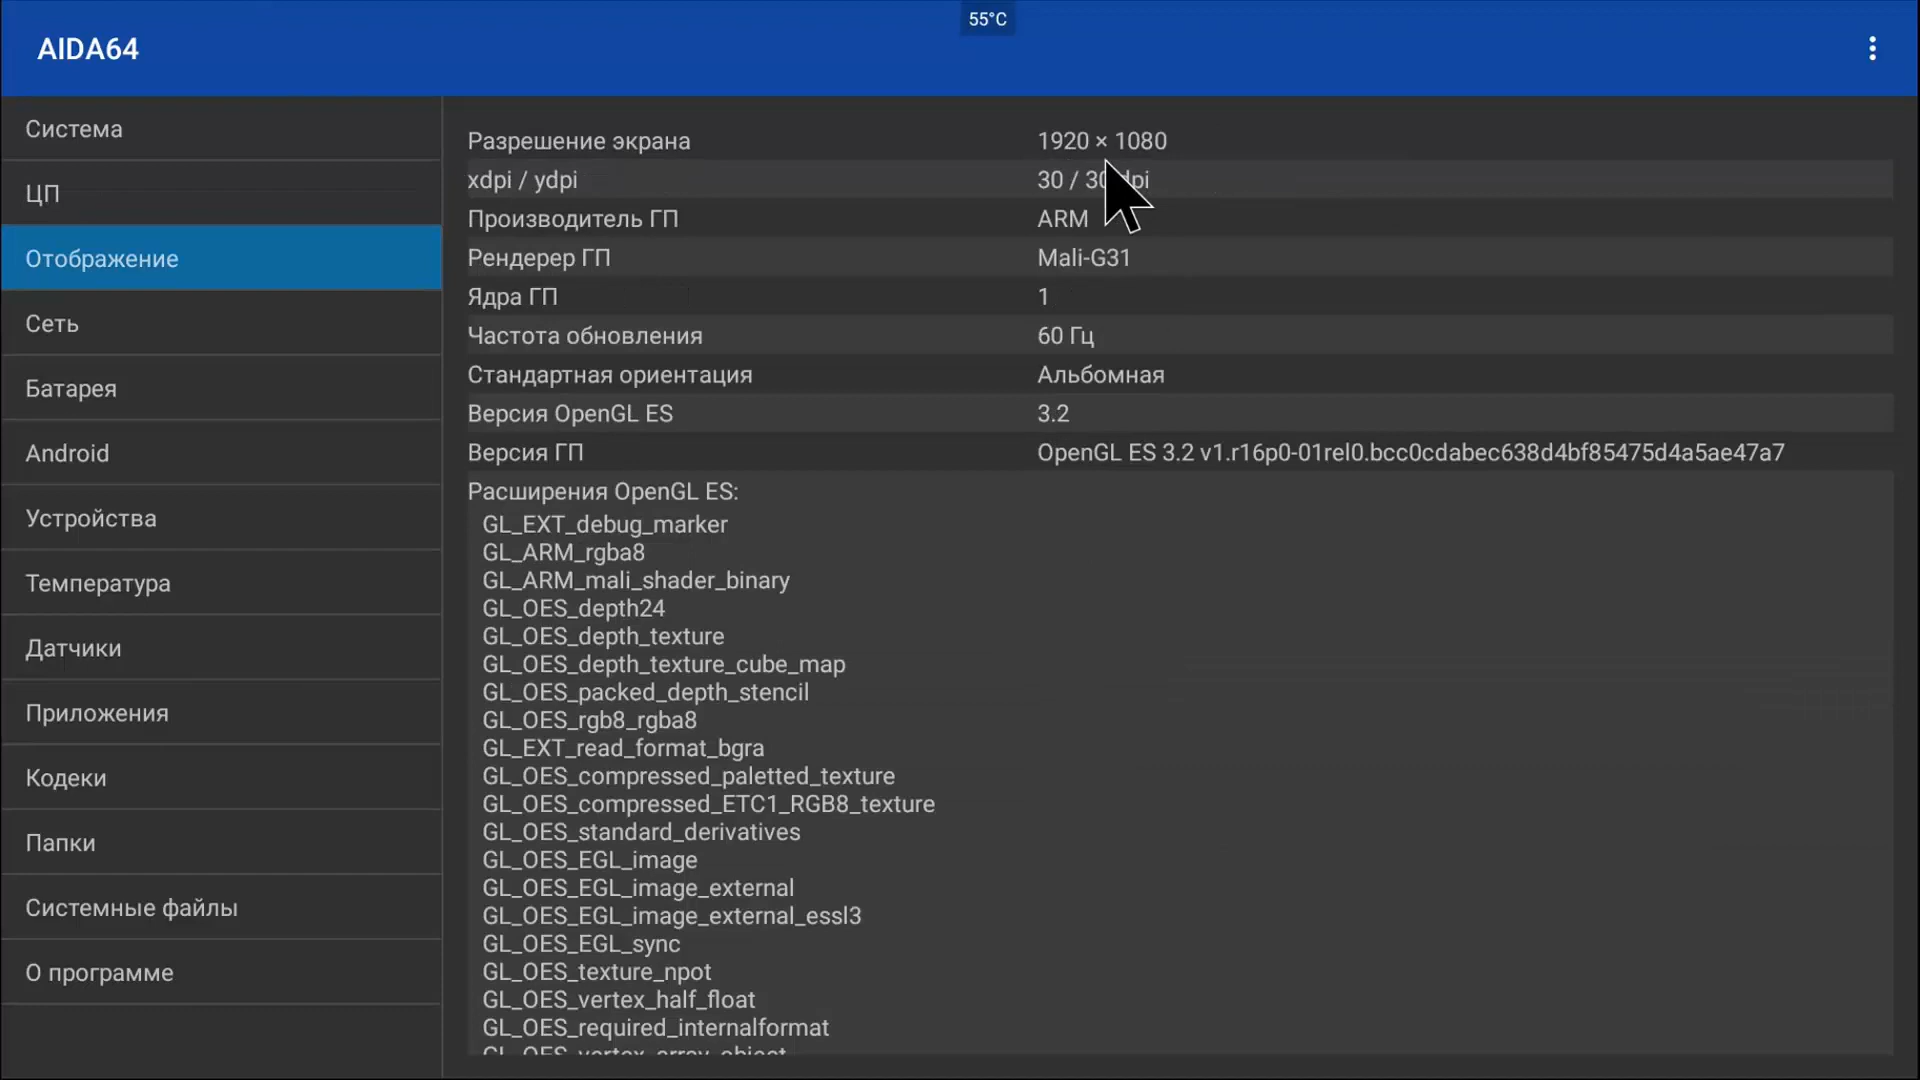 55°C
AIDA64
Система
ЦП
Отображение
Сеть
Батарея
Android
Устройства
Температура
Датчики
Приложения
Кодеки
Папки
Системные файлы
О программе
Разрешение экрана 1920 × 1080
xdpi / ydpi 30 / 30 dpi
Производитель ГП ARM
Рендерер ГП Mali-G31
Ядра ГП 1
Частота обновления 60 Гц
Стандартная ориентация Альбомная
Версия OpenGL ES 3.2
Версия ГП OpenGL ES 3.2 v1.r16p0-01rel0.bcc0cdabec638d4bf85475d4a5ae47a7
Расширения OpenGL ES:
GL_EXT_debug_marker
GL_ARM_rgba8
GL_ARM_mali_shader_binary
GL_OES_depth24
GL_OES_depth_texture
GL_OES_depth_texture_cube_map
GL_OES_packed_depth_stencil
GL_OES_rgb8_rgba8
GL_EXT_read_format_bgra
GL_OES_compressed_paletted_texture
GL_OES_compressed_ETC1_RGB8_texture
GL_OES_standard_derivatives
GL_OES_EGL_image
GL_OES_EGL_image_external
GL_OES_EGL_image_external_essl3
GL_OES_EGL_sync
GL_OES_texture_npot
GL_OES_vertex_half_float
GL_OES_required_internalformat
GL_OES_vertex_array_object